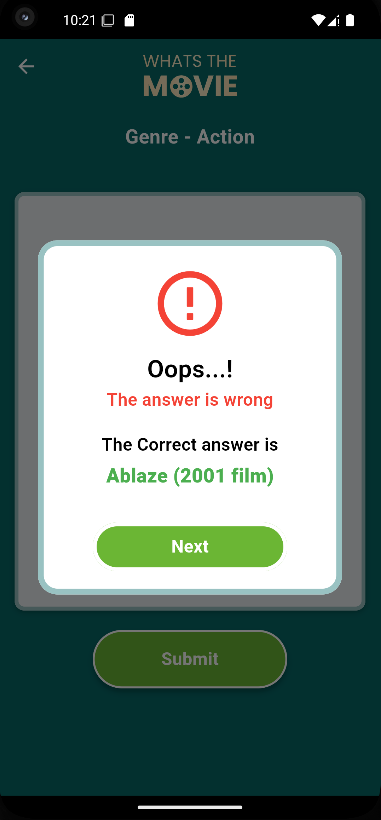 10:21
WHATS THE
MOVIE
Genre - Action
Oops...!
The answer is wrong
The Correct answer is
Ablaze (2001 film)
Next
Submit